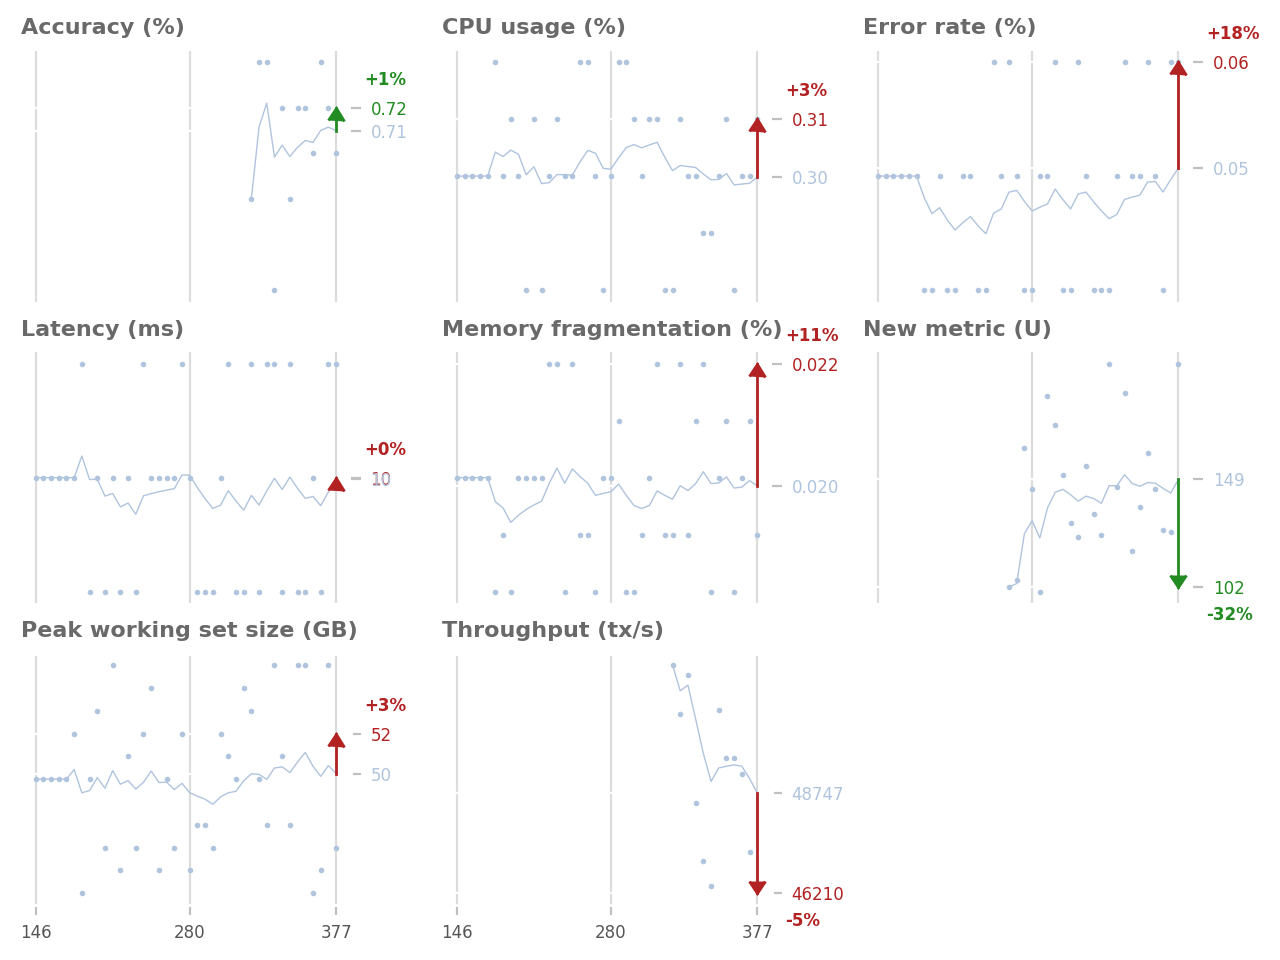 Accuracy (%)
+1%
0.72
0.71
CPU usage (%)
+3%
0.31
0.30
Error rate (%)
+18%
0.06
0.05
Latency (ms)
+0%
10
10
Memory fragmentation (%)
+11%
0.022
0.020
New metric (U)
149
102
-32%
Peak working set size (GB)
+3%
52
50
146 280 377
Throughput (tx/s)
48747
46210
-5%
146 280 377